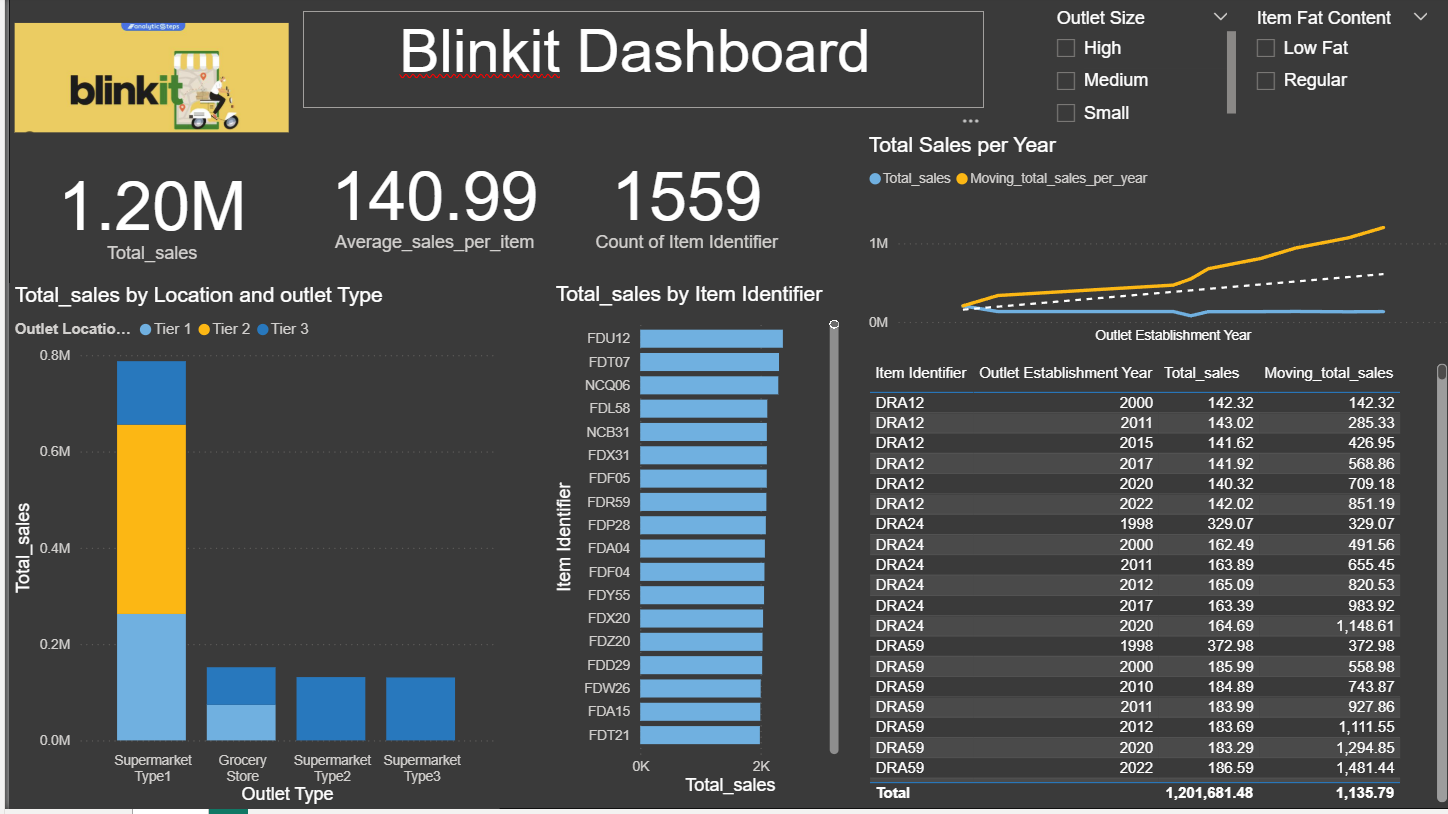 analyticsteps
blinkit
Blinkit Dashboard
Outlet Size
High
Medium
Small
Item Fat Content
Low Fat
Regular
1.20M
Total_sales
140.99
Average_sales_per_item
1559
Count of Item Identifier
Total Sales per Year
Total_sales Moving_total_sales_per_year
1M
0M
Outlet Establishment Year
Total_sales by Location and outlet Type
Outlet Locatio... Tier 1 Tier 2 Tier 3
Total_sales
0.8M
0.6M
0.4M
0.2M
0.0M
Supermarket Type1
Grocery Store
Supermarket Type2
Supermarket Type3
Outlet Type
Total_sales by Item Identifier
Item Identifier
FDU12
FDT07
NCQ06
FDL58
NCB31
FDX31
FDF05
FDR59
FDP28
FDA04
FDF04
FDY55
FDX20
FDZ20
FDD29
FDW26
FDA15
FDT21
0K 2K
Total_sales
Item Identifier Outlet Establishment Year Total_sales Moving_total_sales
DRA12 2000 142.32 142.32
DRA12 2011 143.02 285.33
DRA12 2015 141.62 426.95
DRA12 2017 141.92 568.86
DRA12 2020 140.32 709.18
DRA12 2022 142.02 851.19
DRA24 1998 329.07 329.07
DRA24 2000 162.49 491.56
DRA24 2011 163.89 655.45
DRA24 2012 165.09 820.53
DRA24 2017 163.39 983.92
DRA24 2020 164.69 1,148.61
DRA59 1998 372.98 372.98
DRA59 2000 185.99 558.98
DRA59 2010 184.89 743.87
DRA59 2011 183.99 927.86
DRA59 2012 183.69 1,111.55
DRA59 2020 183.29 1,294.85
DRA59 2022 186.59 1,481.44
Total 1,201,681.48 1,135.79